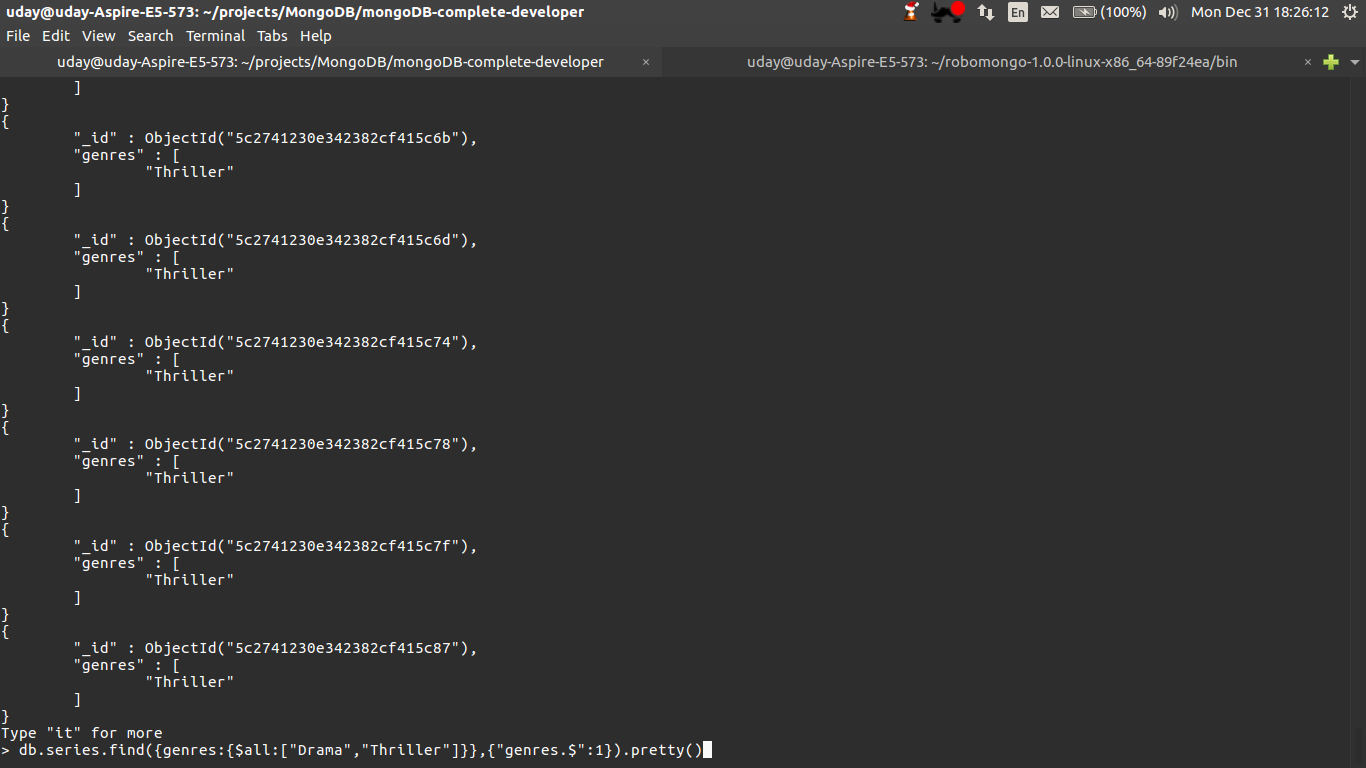 uday@uday-Aspire-E5-573: ~/projects/MongoDB/mongoDB-complete-developer En (100%) Mon Dec 31 18:26:12
File Edit View Search Terminal Tabs Help
uday@uday-Aspire-E5-573: ~/projects/MongoDB/mongoDB-complete-developer × uday@uday-Aspire-E5-573: ~/robomongo-1.0.0-linux-x86_64-89f24ea/bin ×
]
}
{
"_id" : ObjectId("5c2741230e342382cf415c6b"),
"genres" : [
"Thriller"
]
}
{
"_id" : ObjectId("5c2741230e342382cf415c6d"),
"genres" : [
"Thriller"
]
}
{
"_id" : ObjectId("5c2741230e342382cf415c74"),
"genres" : [
"Thriller"
]
}
{
"_id" : ObjectId("5c2741230e342382cf415c78"),
"genres" : [
"Thriller"
]
}
{
"_id" : ObjectId("5c2741230e342382cf415c7f"),
"genres" : [
"Thriller"
]
}
{
"_id" : ObjectId("5c2741230e342382cf415c87"),
"genres" : [
"Thriller"
]
}
Type "it" for more
> db.series.find({genres:{$all:["Drama","Thriller"]}},{"genres.$":1}).pretty()